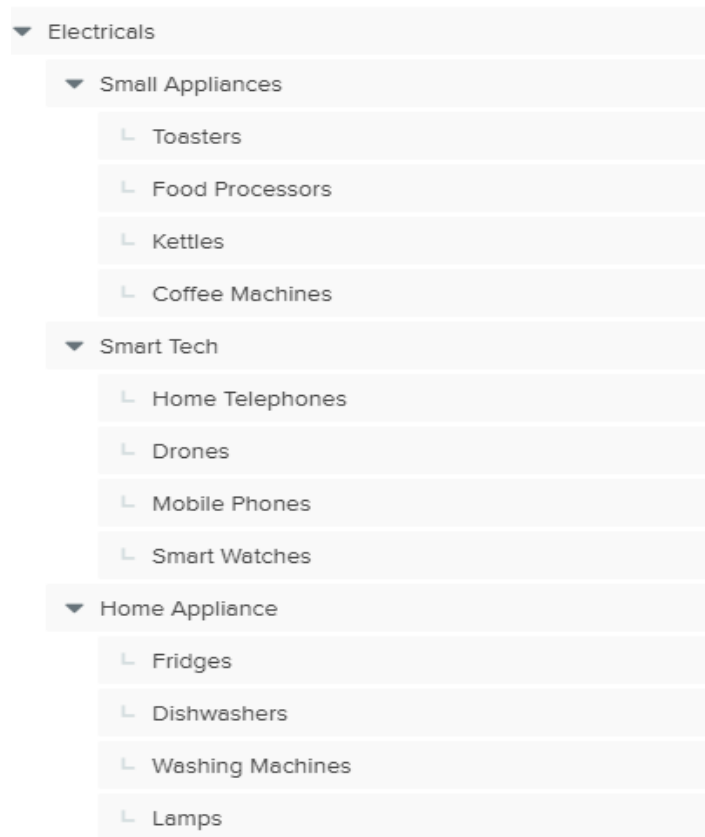 Electricals
Small Appliances
Toasters
Food Processors
Kettles
Coffee Machines
Smart Tech
Home Telephones
Drones
Mobile Phones
Smart Watches
Home Appliance
Fridges
Dishwashers
Washing Machines
Lamps